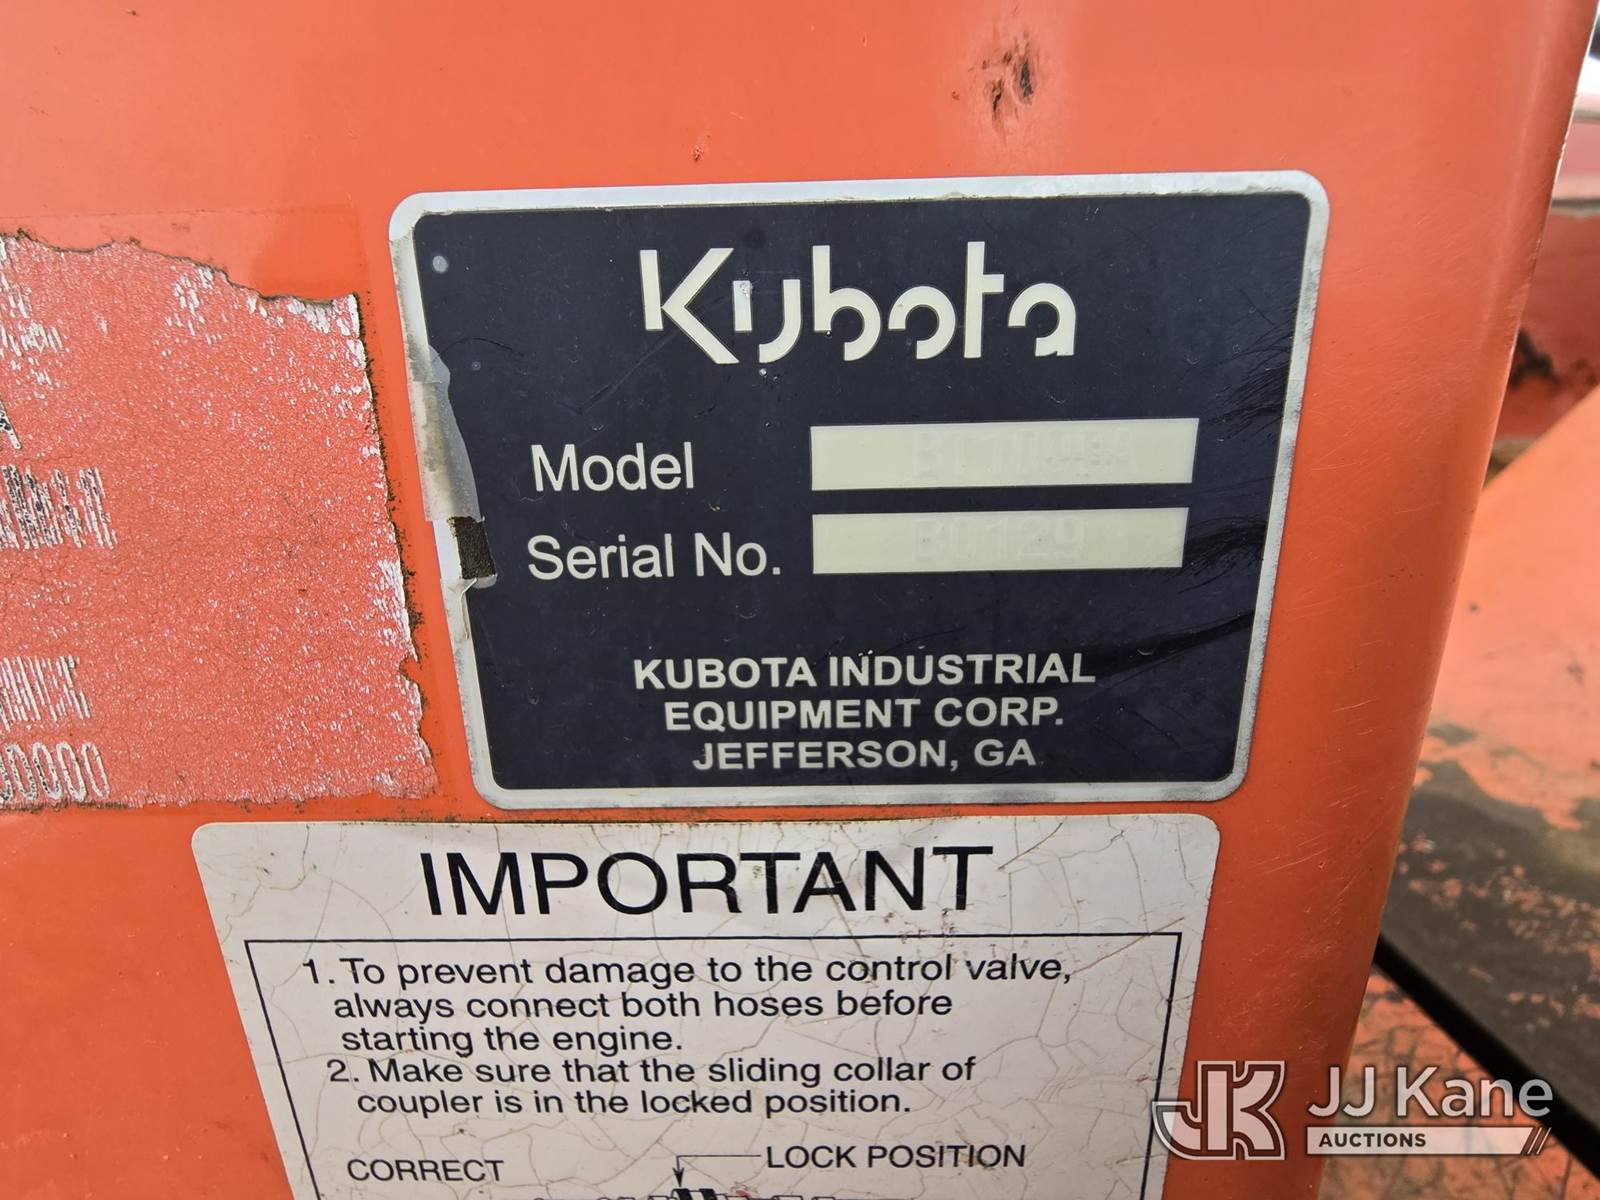 Kubota
Model
Serial No. B0129
KUBOTA INDUSTRIAL
EQUIPMENT CORP.
JEFFERSON, GA
IMPORTANT
1. To prevent damage to the control valve,
always connect both hoses before
starting the engine.
2. Make sure that the sliding collar of
coupler is in the locked position.
CORRECT
LOCK POSITION
JJ Kane
AUCTIONS